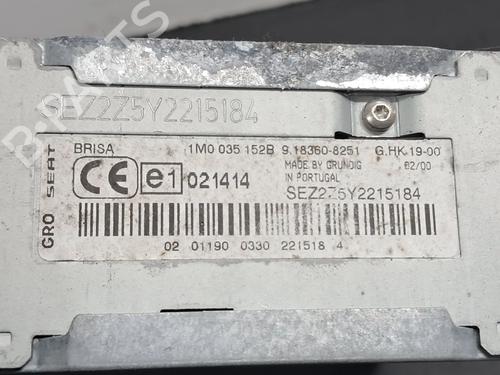 B-PARTS
SEZ2Z5Y2215184
GRO SEAT
BRISA 1M0 035 152B 9.18360-8251 G.HK 19-00
MADE BY GRUNDIG 02/00
IN PORTUGAL
CE e1 021414 SEZ2Z5Y2215184
02 01190 0330 221518 4